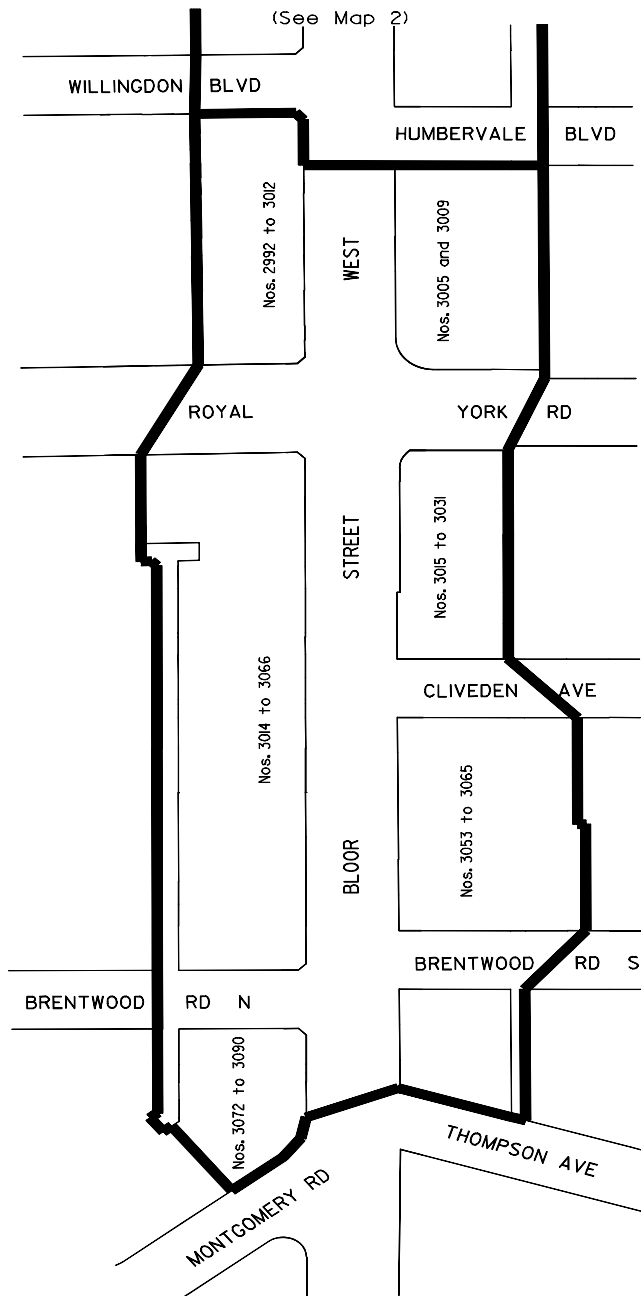 (See Map 2)
WILLINGDON BLVD
HUMBERVALE BLVD
Nos. 2992 to 3012
WEST
Nos. 3005 and 3009
ROYAL YORK RD
STREET
Nos. 3015 to 3031
Nos. 3014 to 3066
CLIVEDEN AVE
BLOOR
Nos. 3053 to 3065
BRENTWOOD RD S
BRENTWOOD RD N
Nos. 3072 to 3090
THOMPSON AVE
MONTGOMERY RD